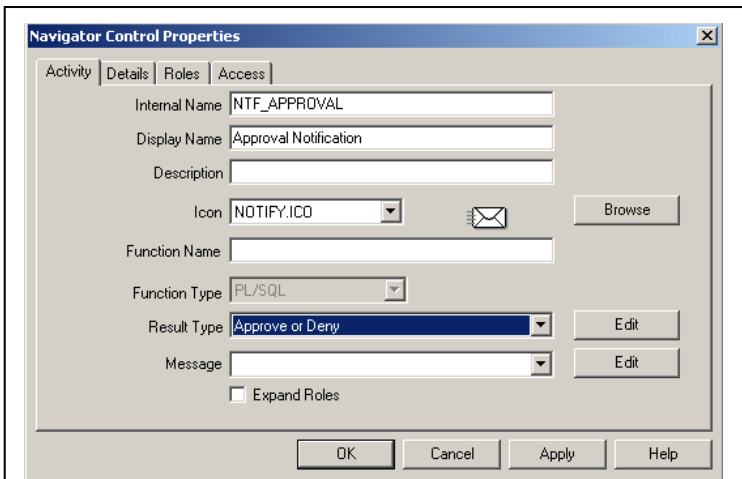 Navigator Control Properties
Activity Details Roles Access
Internal Name NTF_APPROVAL
Display Name Approval Notification
Description
Icon NOTIFY.ICO Browse
Function Name
Function Type PL/SQL
Result Type Approve or Deny Edit
Message Edit
Expand Roles
OK Cancel Apply Help